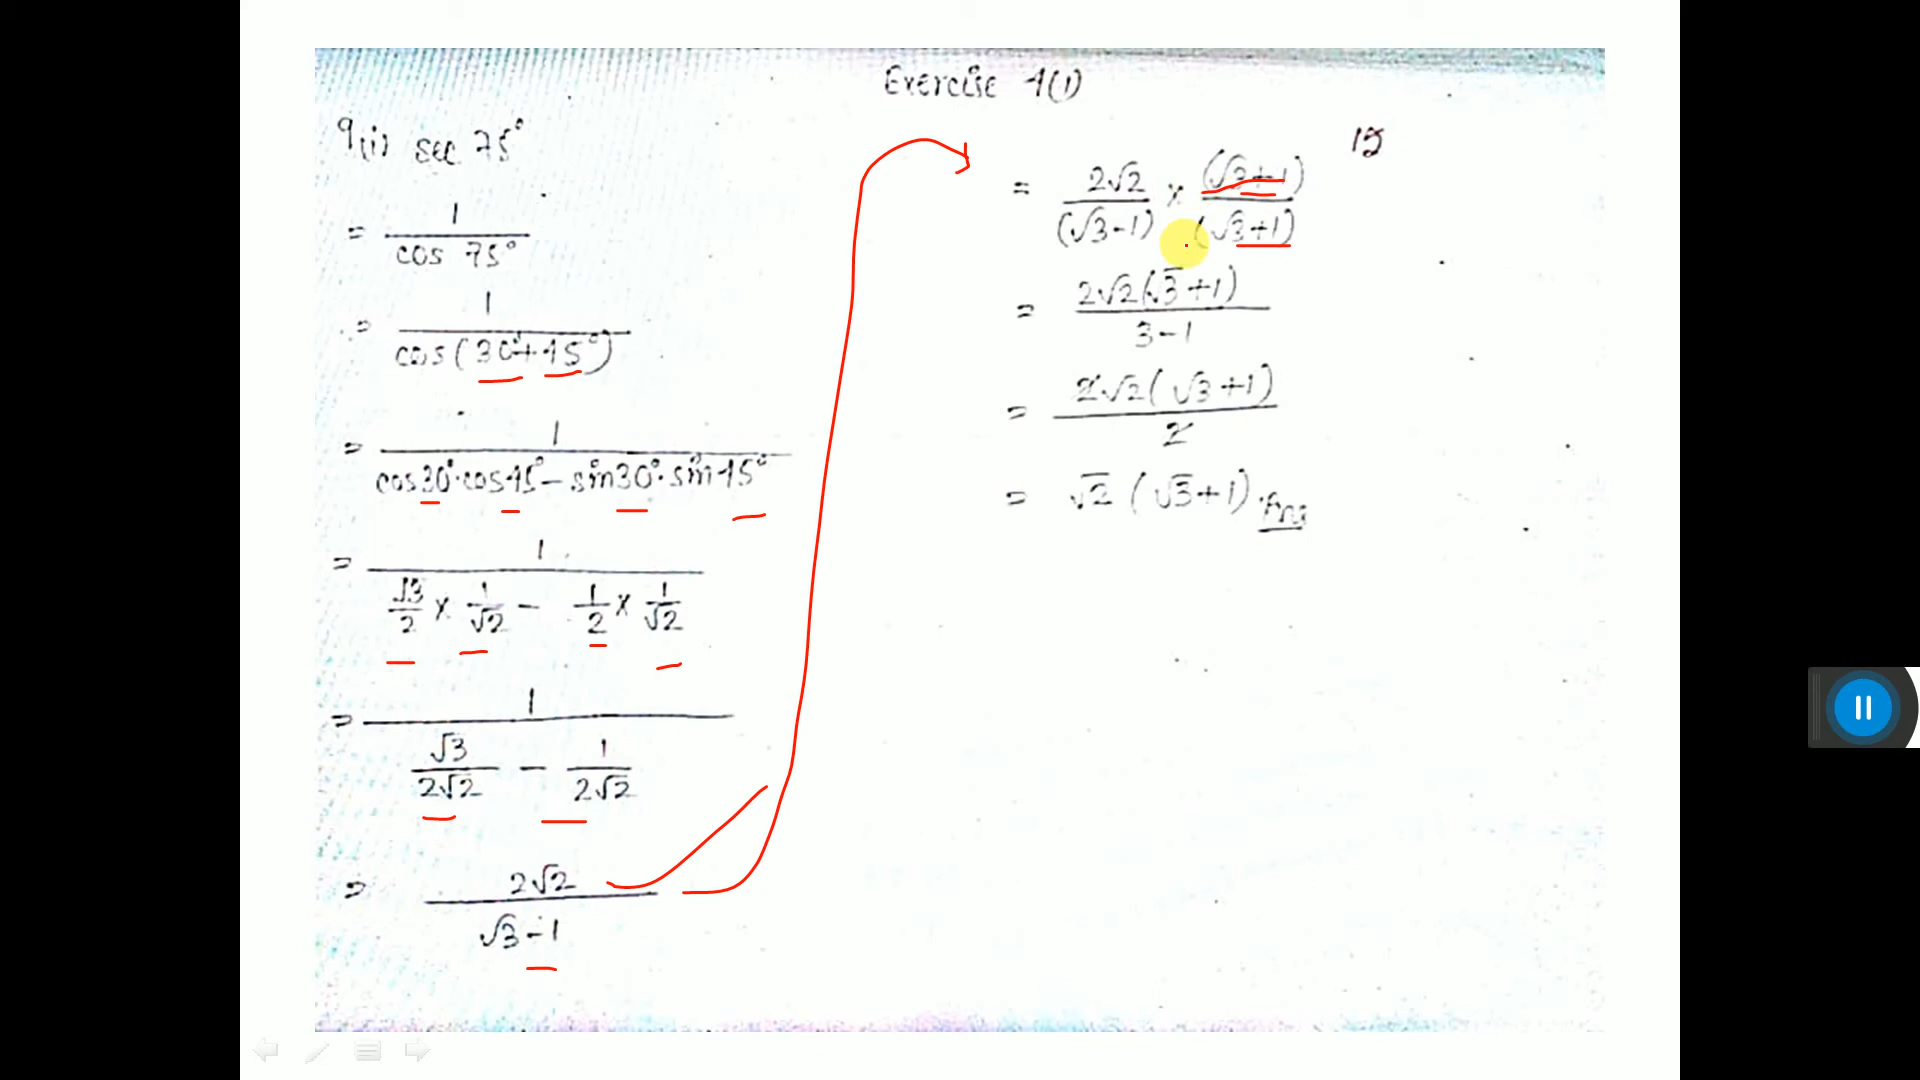 Exercise 4(1)
9(i) sec 75°
= 1 / cos 75°
= 1 / cos(30°+45°)
= 1 / cos30°·cos45° – sin30°·sin45°
= 1 / √3/2 × 1/√2 – 1/2 × 1/√2
= 1 / √3/2√2 – 1/2√2
= 2√2 / √3-1
15
= 2√2 / (√3-1) × (√3+1) / (√3+1)
= 2√2(√3+1) / 3-1
= 2√2(√3+1) / 2
= √2 (√3+1) . Ans